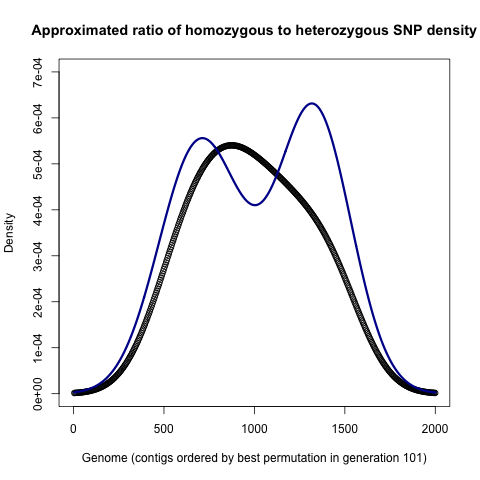 Approximated ratio of homozygous to heterozygous SNP density
7e-04
6e-04
5e-04
4e-04
3e-04
2e-04
1e-04
0e+00
Density
0 500 1000 1500 2000
Genome (contigs ordered by best permutation in generation 101)